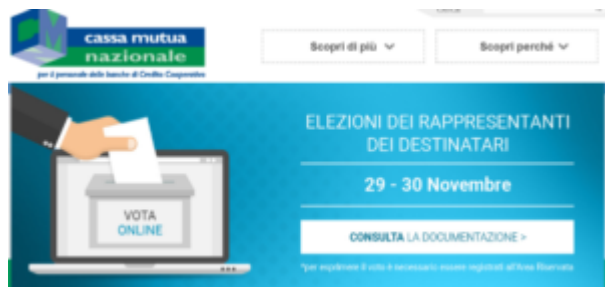 cassa mutua
nazionale
per il personale delle banche di Credito Cooperativo
Scopri di più
Scopri perché
ELEZIONI DEI RAPPRESENTANTI
DEI DESTINATARI
29 - 30 Novembre
VOTA
ONLINE
CONSULTA LA DOCUMENTAZIONE >
*per esprimere il voto è necessario essere registrati all'Area Riservata